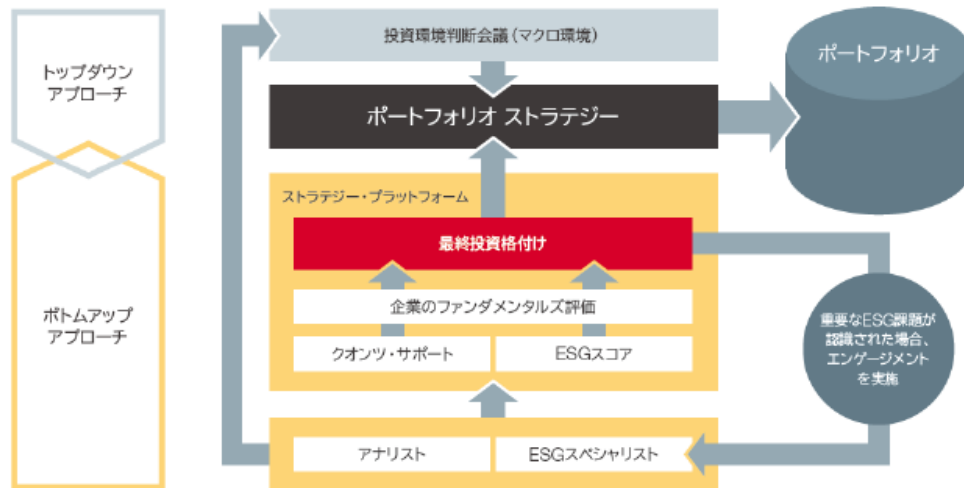 投資環境判断会議(マクロ環境)
ポートフォリオ
トップダウン
アプローチ
ポートフォリオ ストラテジー
ストラテジー・プラットフォーム
最終投資格付け
企業のファンダメンタルズ評価
ボトムアップ
アプローチ
クオンツ・サポート
ESGスコア
重要なESG課題が
認識された場合、
エンゲージメント
を実施
アナリスト
ESGスペシャリスト